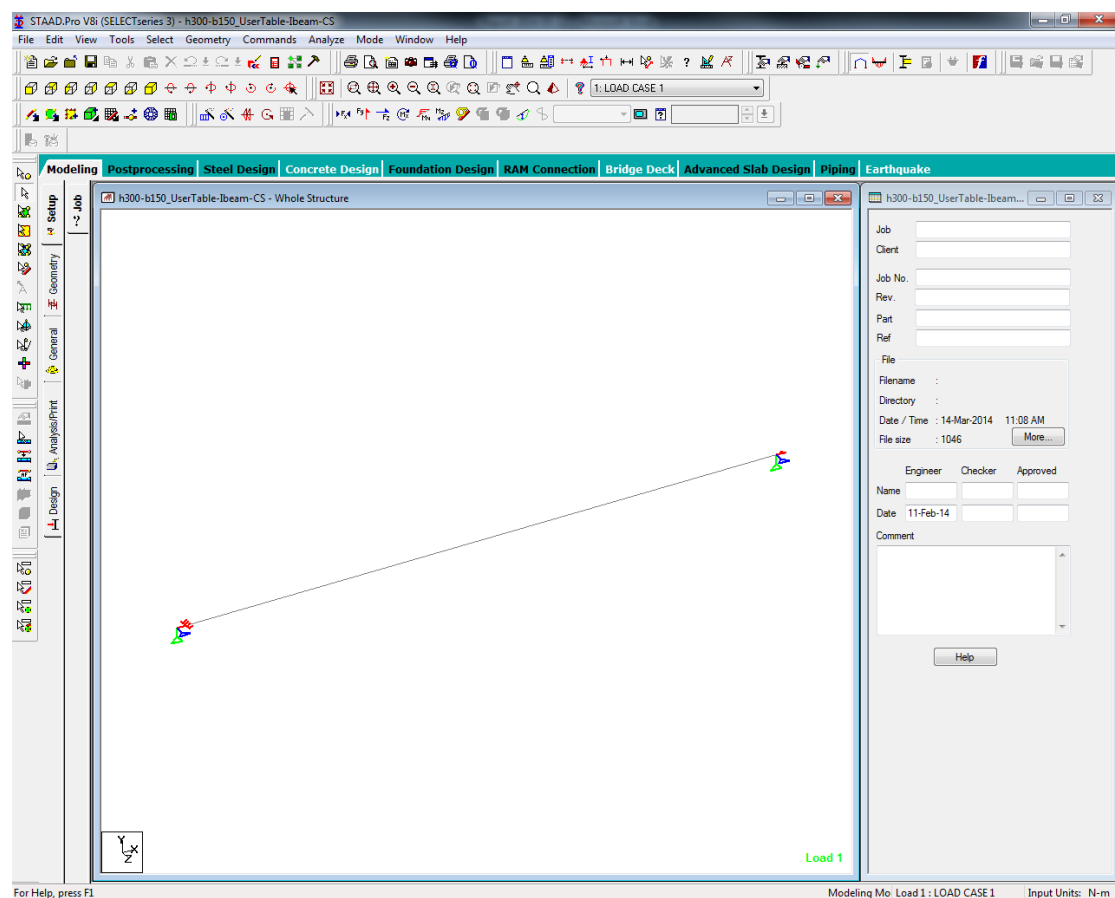 STAAD.Pro V8i (SELECTseries 3) - h300-b150_UserTable-Ibeam-CS
File Edit View Tools Select Geometry Commands Analyze Mode Window Help
1: LOAD CASE 1
Modeling Postprocessing Steel Design Concrete Design Foundation Design RAM Connection Bridge Deck Advanced Slab Design Piping Earthquake
Setup
Geometry
General
Analysis/Print
Design
Job
h300-b150_UserTable-Ibeam-CS - Whole Structure
Y
X
Z
Load 1
h300-b150_UserTable-Ibeam...
Job
Client
Job No.
Rev.
Part
Ref
File
Filename :
Directory :
Date / Time : 14-Mar-2014 11:08 AM
File size : 1046 More...
Engineer Checker Approved
Name
Date 11-Feb-14
Comment
Help
For Help, press F1
Modeling Mo Load 1 : LOAD CASE 1 Input Units: N-m